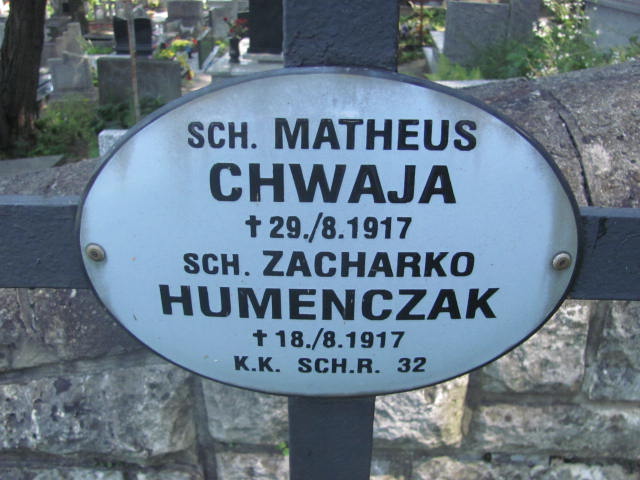 SCH. MATHEUS
CHWAJA
✝ 29./8.1917
SCH. ZACHARKO
HUMENCZAK
✝ 18./8.1917
K.K. SCH.R. 32